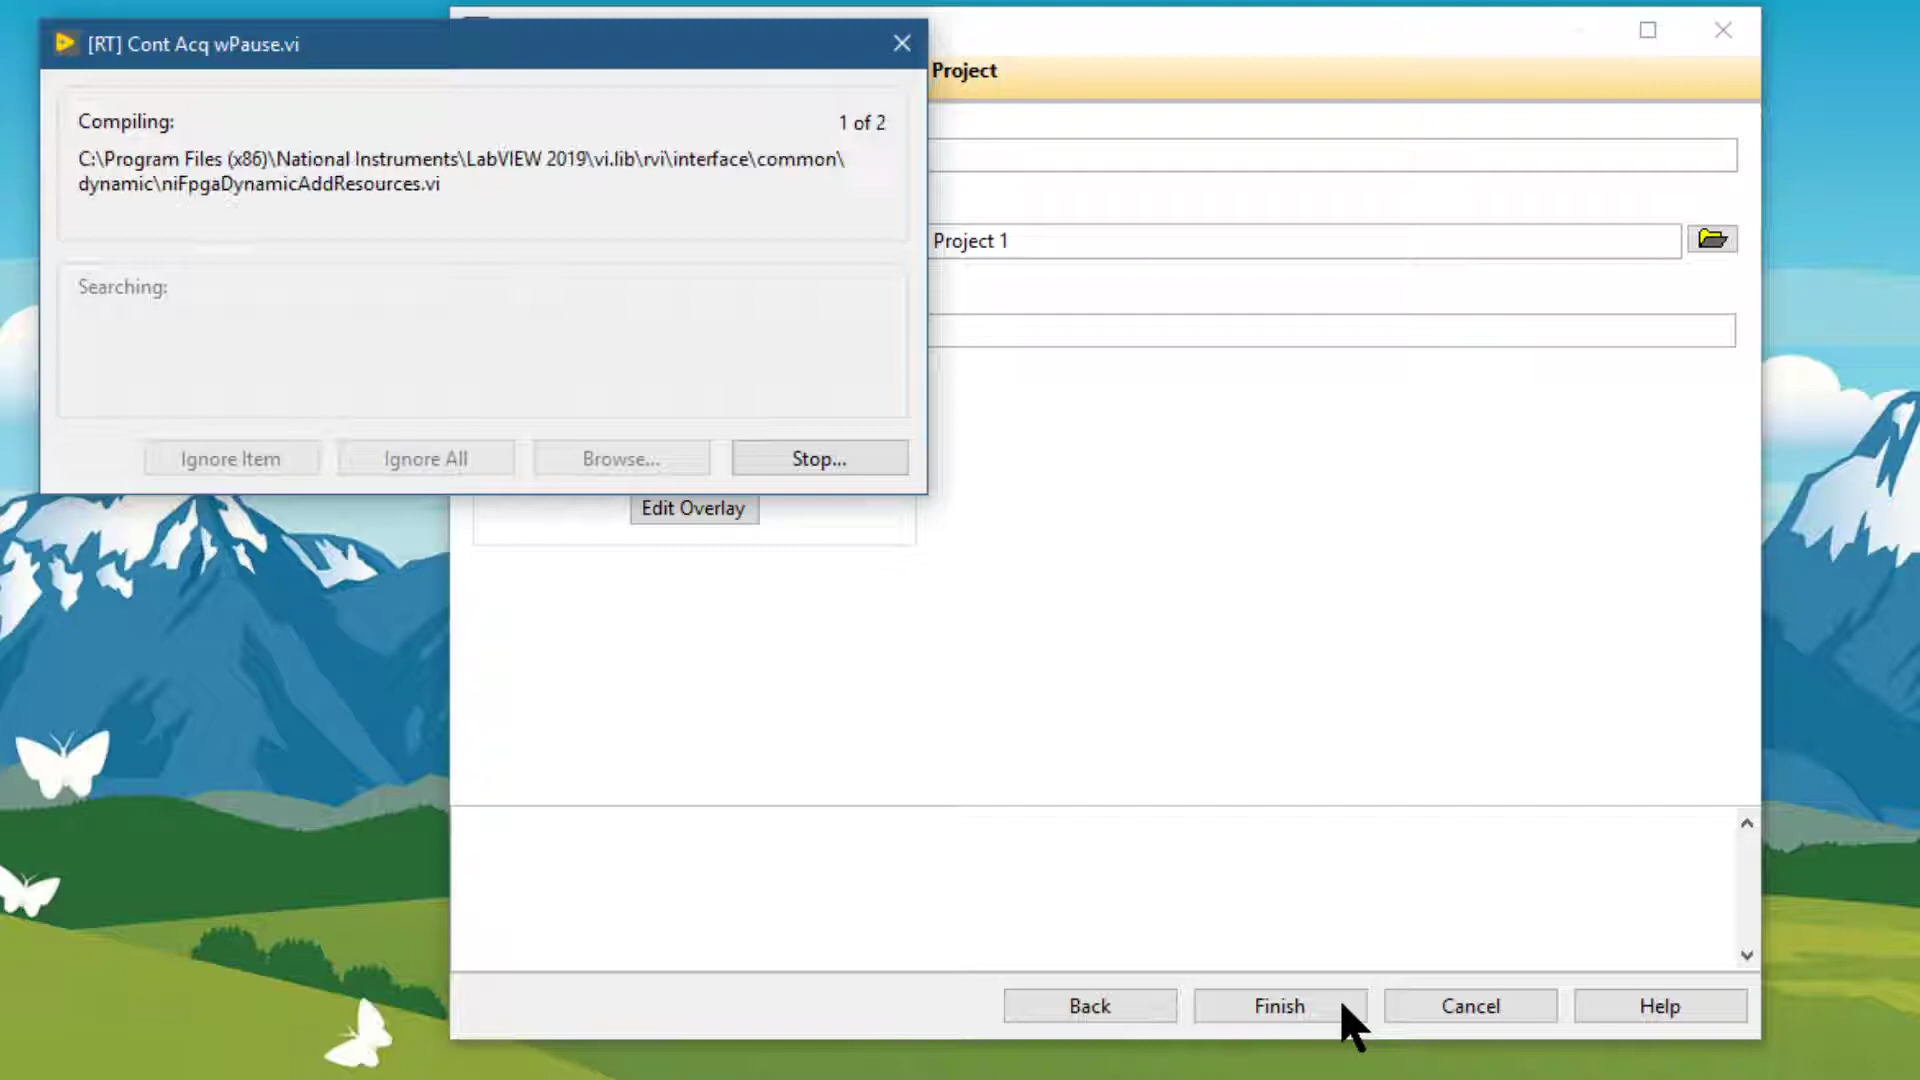 [RT] Cont Acq wPause.vi
Project
Compiling:
1 of 2
C:\Program Files (x86)\National Instruments\LabVIEW 2019\vi.lib\rvi\interface\common\
dynamic\niFpgaDynamicAddResources.vi
Project 1
Searching:
Ignore Item
Ignore All
Browse...
Stop...
Edit Overlay
Back
Finish
Cancel
Help